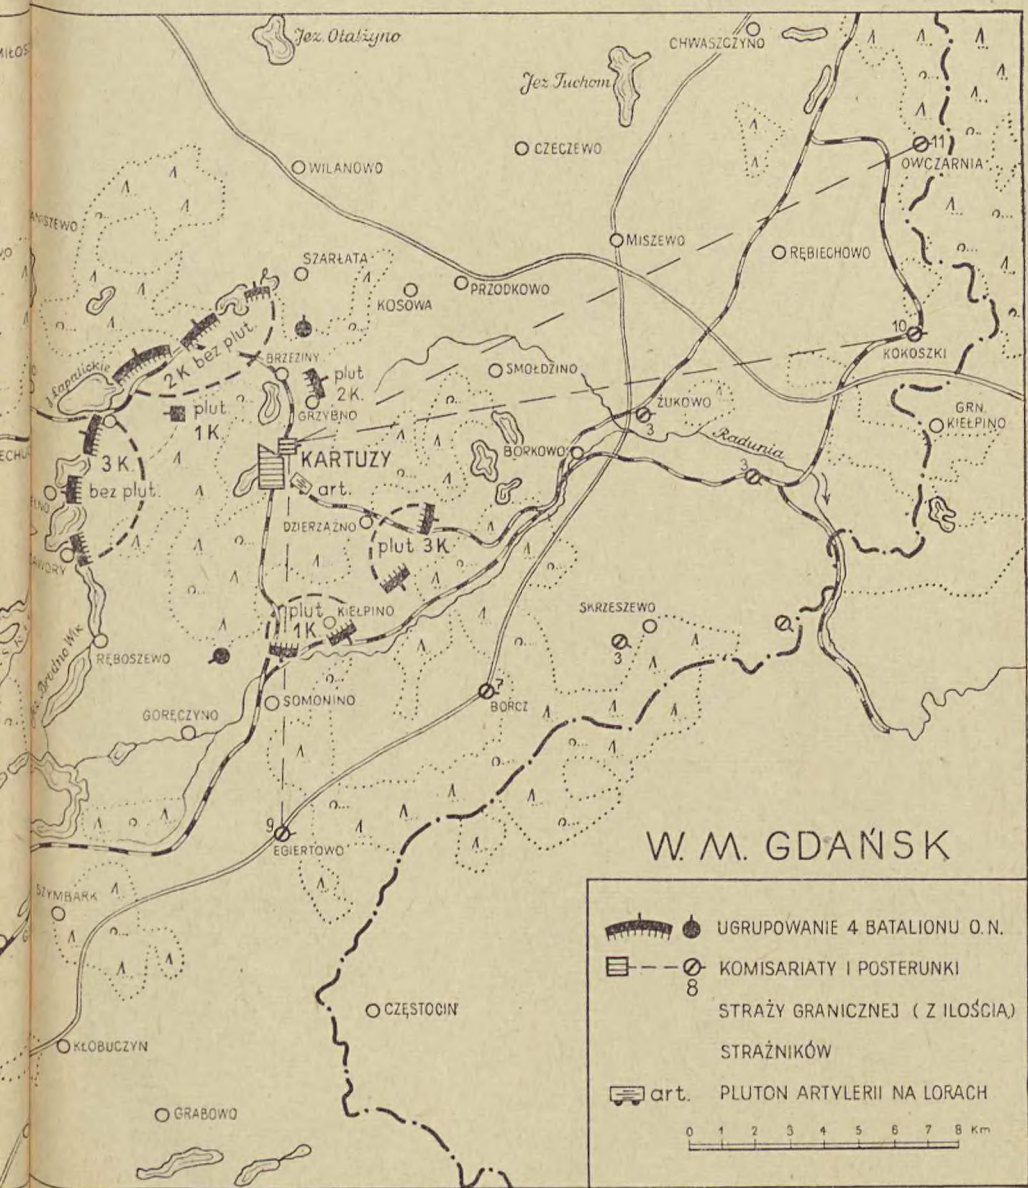 Jez. Otalżyno
CHWASZCZYNO
Jez Tuchom
CZECZEWO
11
OWCZARNIA
WILANOWO
MISZEWO
RĘBIECHOWO
SZARŁATA
PRZODKOWO
KOSOWA
10
KOKOSZKI
2K bez plut.
BRZEZINY
SMOŁDZINO
J. Łapalickie
plut
2K.
plut
1K.
GRZYBNO
ŻUKOWO
3
GRN.
KIEŁPINO
Radunia
3 K.
KARTUZY
BORKOWO
3
bez plut.
art.
DZIERŻĄŻNO
plut 3K
plut
1K
KIEŁPINO
SKRZESZEWO
3
RĘBOSZEWO
7
BORCZ
SOMONINO
GORĘCZYNO
9
EGIERTOWO
W. M. GDAŃSK
SZYMBARK
UGRUPOWANIE 4 BATALIONU O.N.
KOMISARIATY I POSTERUNKI
8
STRAŻY GRANICZNEJ ( Z ILOŚCIĄ)
STRAŻNIKÓW
CZĘSTOCIN
KŁOBUCZYN
art. PLUTON ARTYLERII NA LORACH
GRABOWO
0 1 2 3 4 5 6 7 8 Km